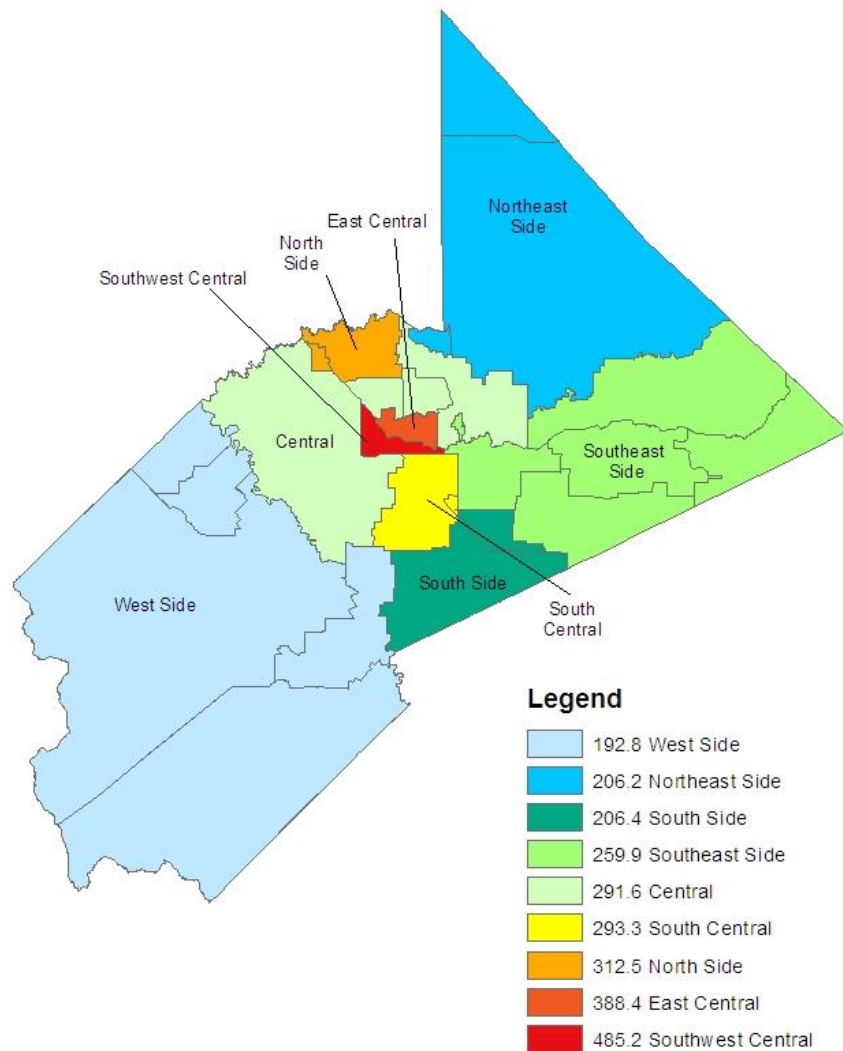 Northeast
Side
East Central
North
Side
Southwest Central
Central
Southeast
Side
West Side
South Side
South
Central
Legend
192.8 West Side
206.2 Northeast Side
206.4 South Side
259.9 Southeast Side
291.6 Central
293.3 South Central
312.5 North Side
388.4 East Central
485.2 Southwest Central